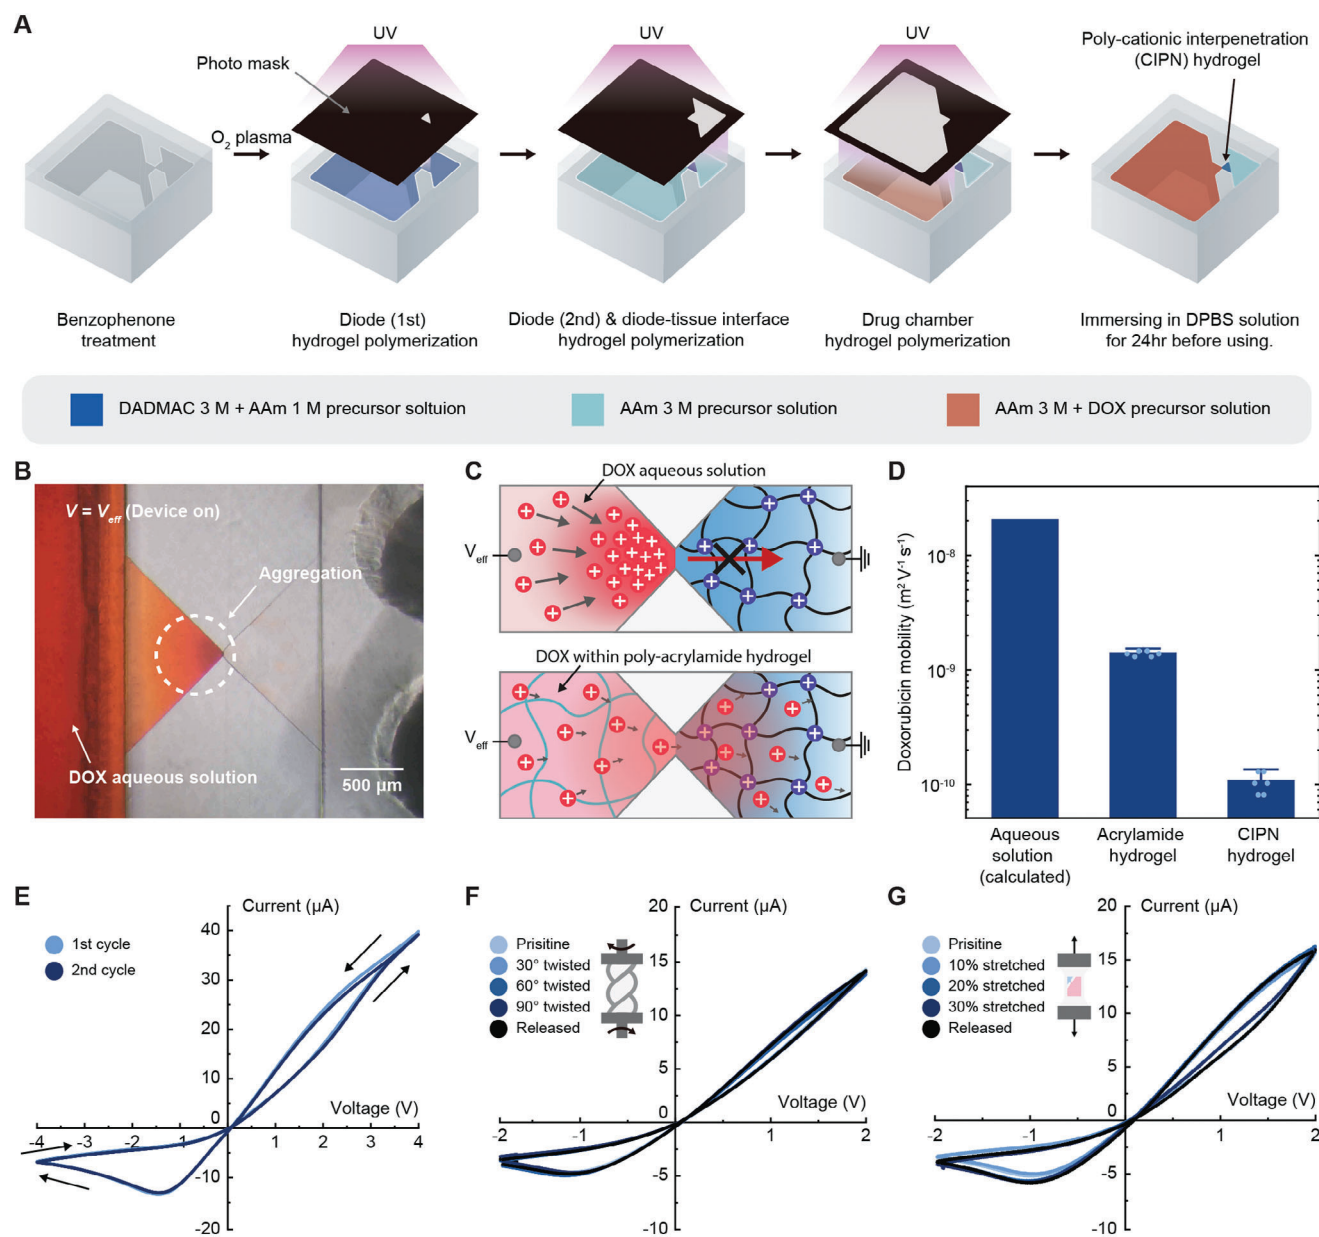 A
UV
UV
UV
Photo mask
O2 plasma
Poly-cationic interpenetration
(CIPN) hydrogel
Benzophenone
treatment
Diode (1st)
hydrogel polymerization
Diode (2nd) & diode-tissue interface
hydrogel polymerization
Drug chamber
hydrogel polymerization
Immersing in DPBS solution
for 24hr before using.
DADMAC 3 M + AAm 1 M precursor soltuion
AAm 3 M precursor solution
AAm 3 M + DOX precursor solution
B
V = Veff (Device on)
Aggregation
DOX aqueous solution
500 µm
C
DOX aqueous solution
Veff
DOX within poly-acrylamide hydrogel
Veff
D
Doxorubicin mobility (m2 V-1 s-1)
10-8
10-9
10-10
Aqueous
solution
(calculated)
Acrylamide
hydrogel
CIPN
hydrogel
E
Current (µA)
1st cycle
2nd cycle
40
30
20
10
0
-10
-20
Voltage (V)
-4
-3
-2
-1
1
2
3
4
F
Current (µA)
Prisitine
30° twisted
60° twisted
90° twisted
Released
20
15
10
5
0
-5
-10
Voltage (V)
-2
-1
1
2
G
Current (µA)
Prisitine
10% stretched
20% stretched
30% stretched
Released
20
15
10
5
0
-5
-10
Voltage (V)
-2
-1
1
2